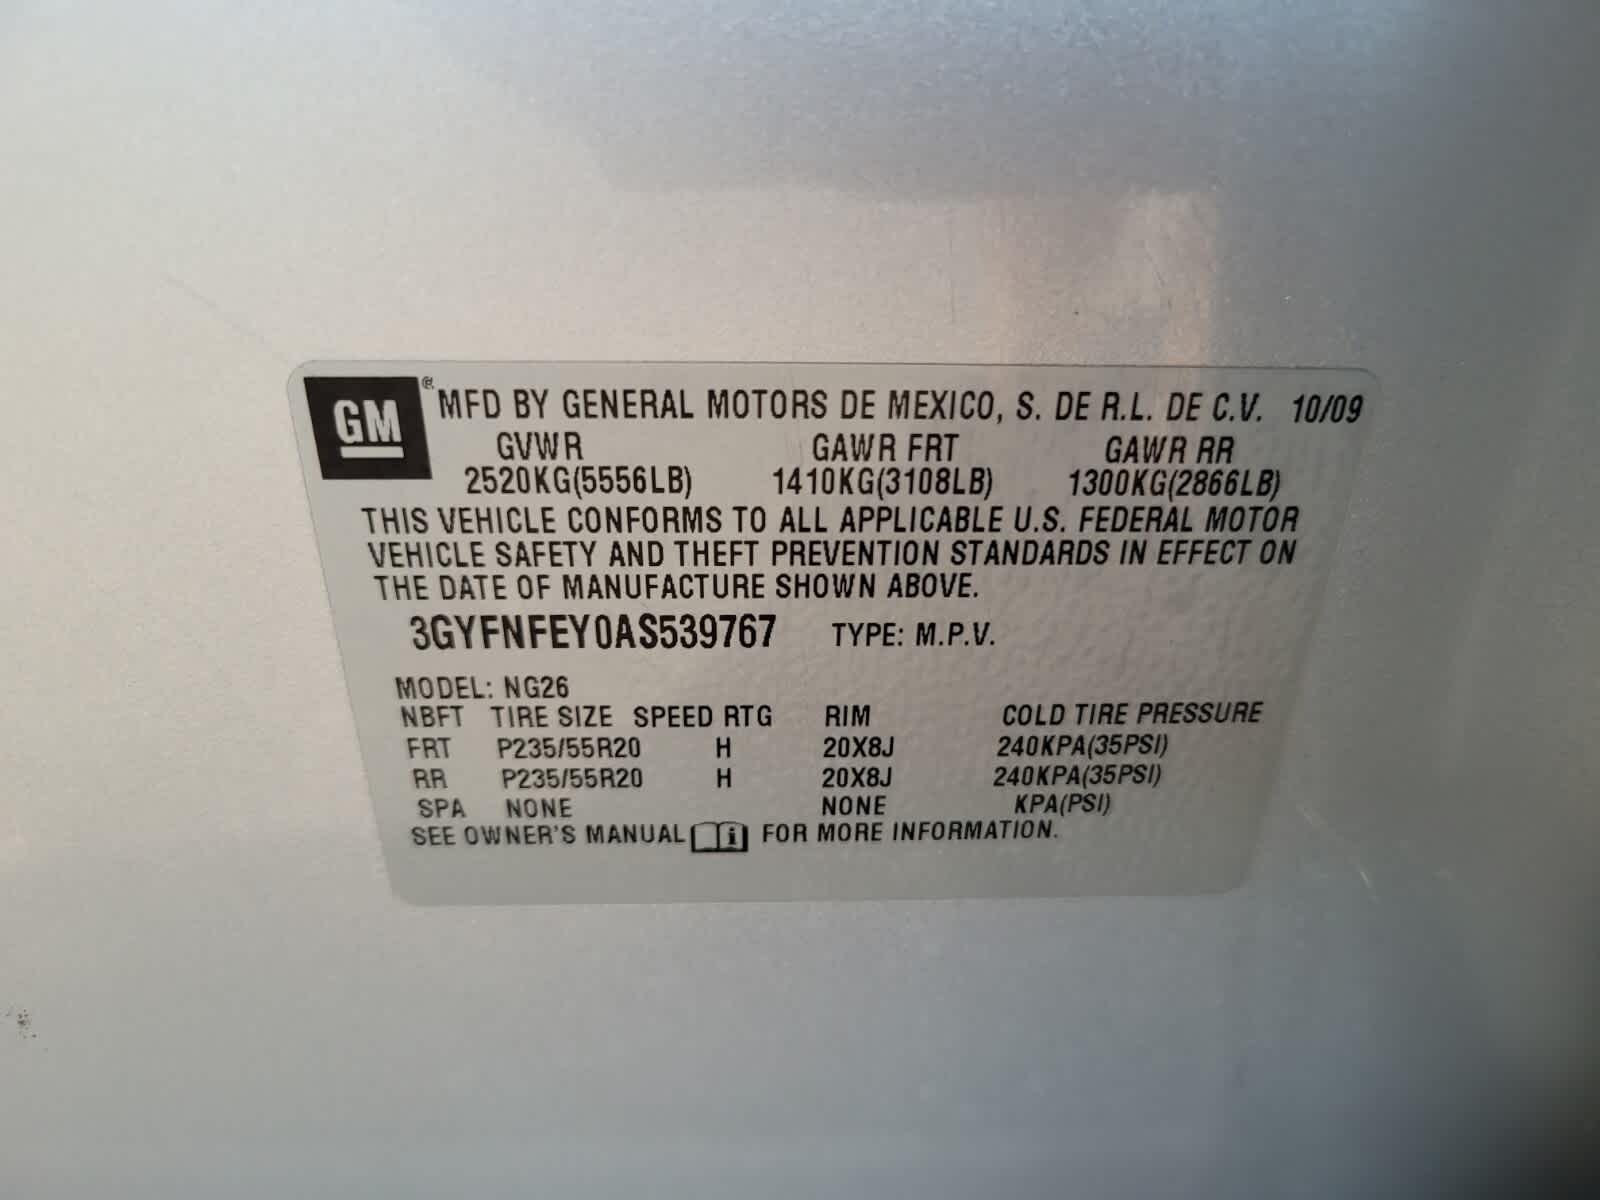 GM ® MFD BY GENERAL MOTORS DE MEXICO, S. DE R.L. DE C.V. 10/09
GVWR GAWR FRT GAWR RR
2520KG(5556LB) 1410KG(3108LB) 1300KG(2866LB)
THIS VEHICLE CONFORMS TO ALL APPLICABLE U.S. FEDERAL MOTOR
VEHICLE SAFETY AND THEFT PREVENTION STANDARDS IN EFFECT ON
THE DATE OF MANUFACTURE SHOWN ABOVE.
3GYFNFEY0AS539767 TYPE: M.P.V.
MODEL: NG26
NBFT TIRE SIZE SPEED RTG RIM COLD TIRE PRESSURE
FRT P235/55R20 H 20X8J 240KPA(35PSI)
RR P235/55R20 H 20X8J 240KPA(35PSI)
SPA NONE NONE KPA(PSI)
SEE OWNER'S MANUAL i FOR MORE INFORMATION.